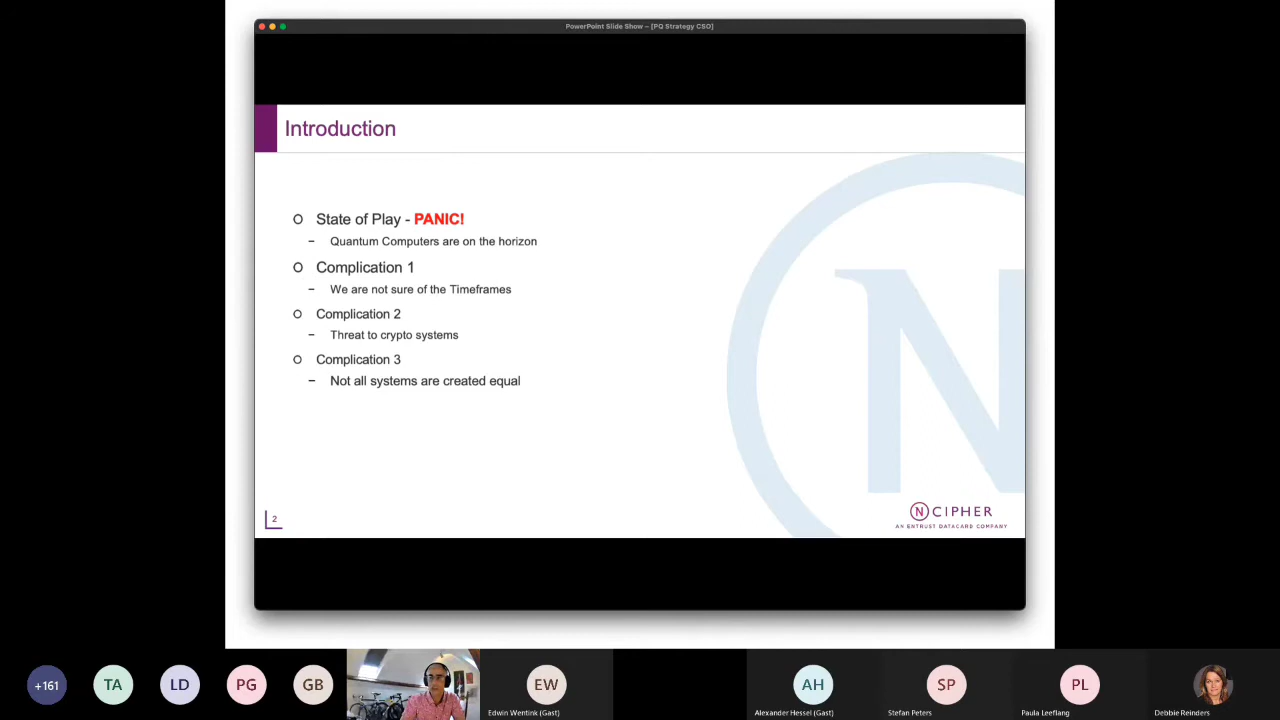 PowerPoint Slide Show – [PQ Strategy CSO]
Introduction
State of Play - PANIC!
– Quantum Computers are on the horizon
Complication 1
– We are not sure of the Timeframes
Complication 2
– Threat to crypto systems
Complication 3
– Not all systems are created equal
N
2
N CIPHER
AN ENTRUST DATACARD COMPANY
+161
TA
LD
PG
GB
EW
AH
SP
PL
Edwin Wentink (Gast)
Alexander Hessel (Gast)
Stefan Peters
Paula Leeflang
Debbie Reinders